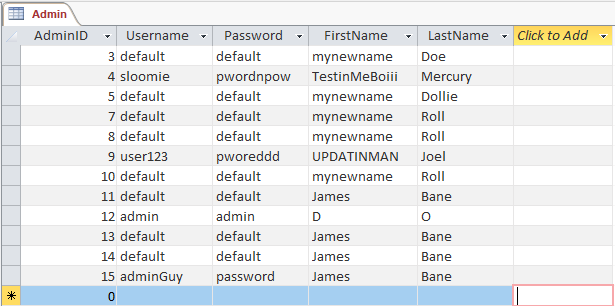 Admin
AdminID Username Password FirstName LastName Click to Add
3 default default mynewname Doe
4 sloomie pwordnpow TestinMeBoiii Mercury
5 default default mynewname Dollie
7 default default mynewname Roll
8 default default mynewname Roll
9 user123 pworeddd UPDATINMAN Joel
10 default default mynewname Roll
11 default default James Bane
12 admin admin D O
13 default default James Bane
14 default default James Bane
15 adminGuy password James Bane
0